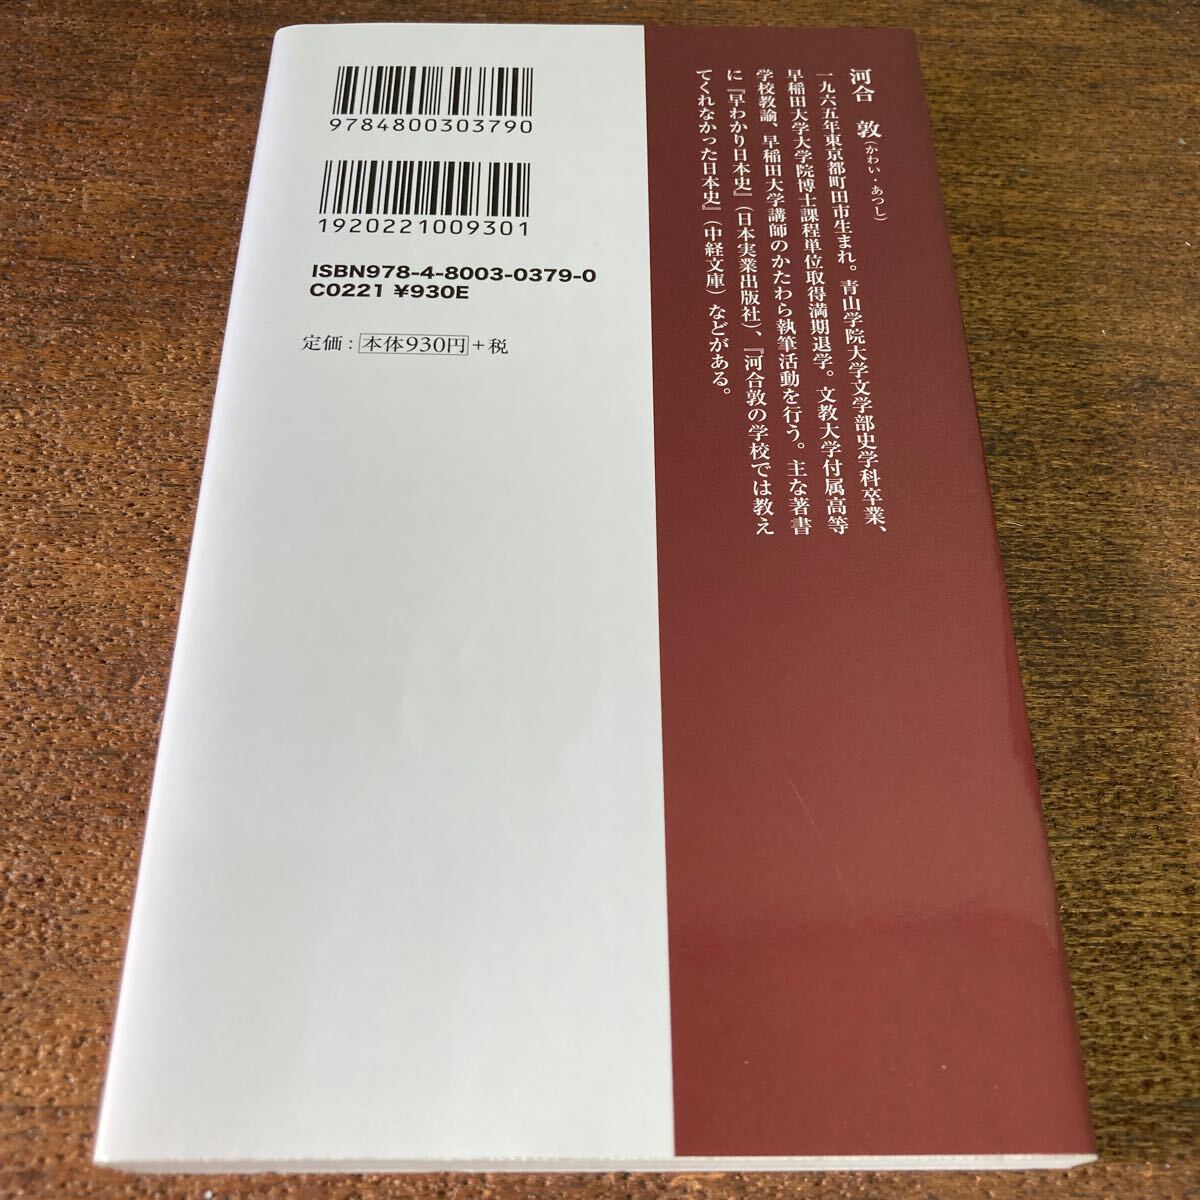 9784800303790
1920221009301
ISBN978-4-8003-0379-0
C0221 ¥930E
定価：本体930円＋税
河合 敦（かわい・あつし）
一九六五年東京都町田市生まれ。青山学院大学文学部史学科卒業、
早稲田大学大学院博士課程単位取得満期退学。文教大学付属高等
学校教諭、早稲田大学講師のかたわら執筆活動を行う。主な著書
に『早わかり日本史』（日本実業出版社）、『河合敦の学校では教え
てくれなかった日本史』（中経文庫）などがある。